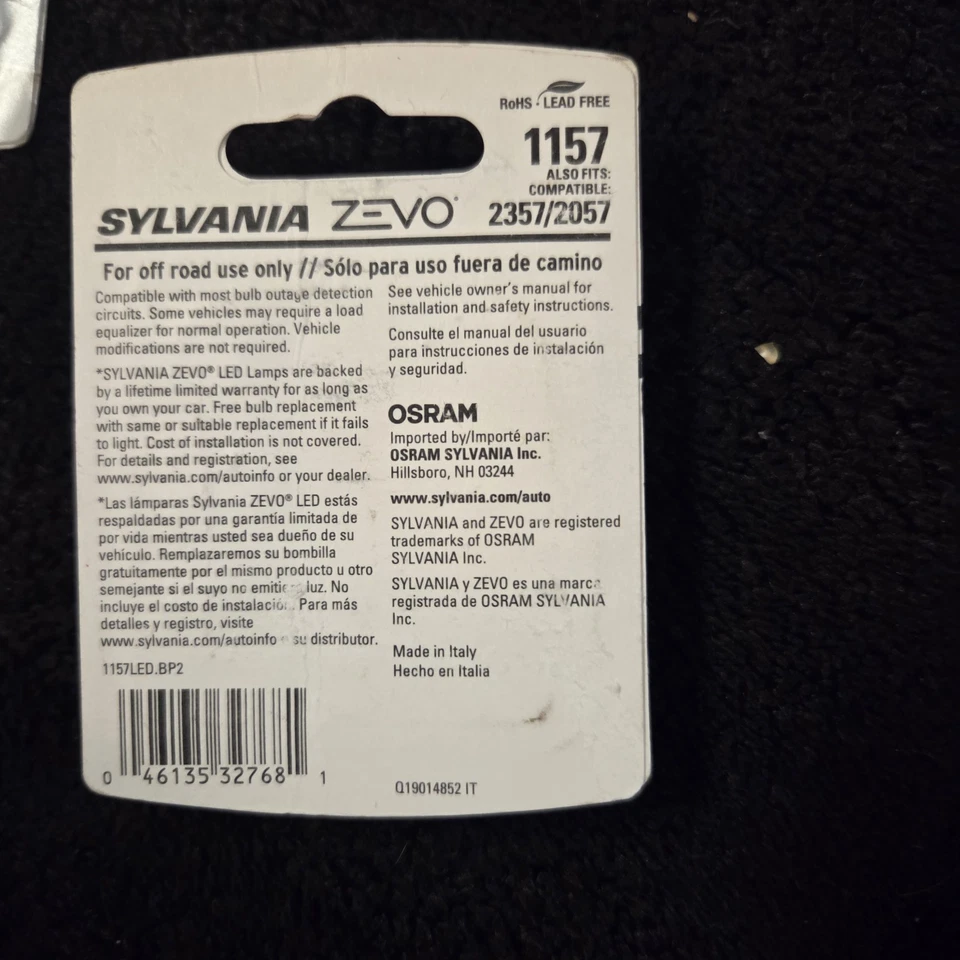 RoHS · LEAD FREE
1157
ALSO FITS:
COMPATIBLE:
2357/2057
SYLVANIA ZEVO®
For off road use only // Sólo para uso fuera de camino
Compatible with most bulb outage detection
circuits. Some vehicles may require a load
equalizer for normal operation. Vehicle
modifications are not required.
*SYLVANIA ZEVO® LED Lamps are backed
by a lifetime limited warranty for as long as
you own your car. Free bulb replacement
with same or suitable replacement if it fails
to light. Cost of installation is not covered.
For details and registration, see
www.sylvania.com/autoinfo or your dealer.
*Las lámparas Sylvania ZEVO® LED estás
respaldadas por una garantía limitada de
por vida mientras usted sea dueño de su
vehículo. Remplazaremos su bombilla
gratuitamente por el mismo producto u otro
semejante si el suyo no emitie luz. No
incluye el costo de instalación. Para más
detalles y registro, visite
www.sylvania.com/autoinfo su distributor.
1157LED.BP2
0 46135 32768 1
See vehicle owner's manual for
installation and safety instructions.
Consulte el manual del usuario
para instrucciones de instalación
y seguridad.
OSRAM
Imported by/Importé par:
OSRAM SYLVANIA Inc.
Hillsboro, NH 03244
www.sylvania.com/auto
SYLVANIA and ZEVO are registered
trademarks of OSRAM
SYLVANIA Inc.
SYLVANIA y ZEVO es una marca
registrada de OSRAM SYLVANIA
Inc.
Made in Italy
Hecho en Italia
Q19014852 IT